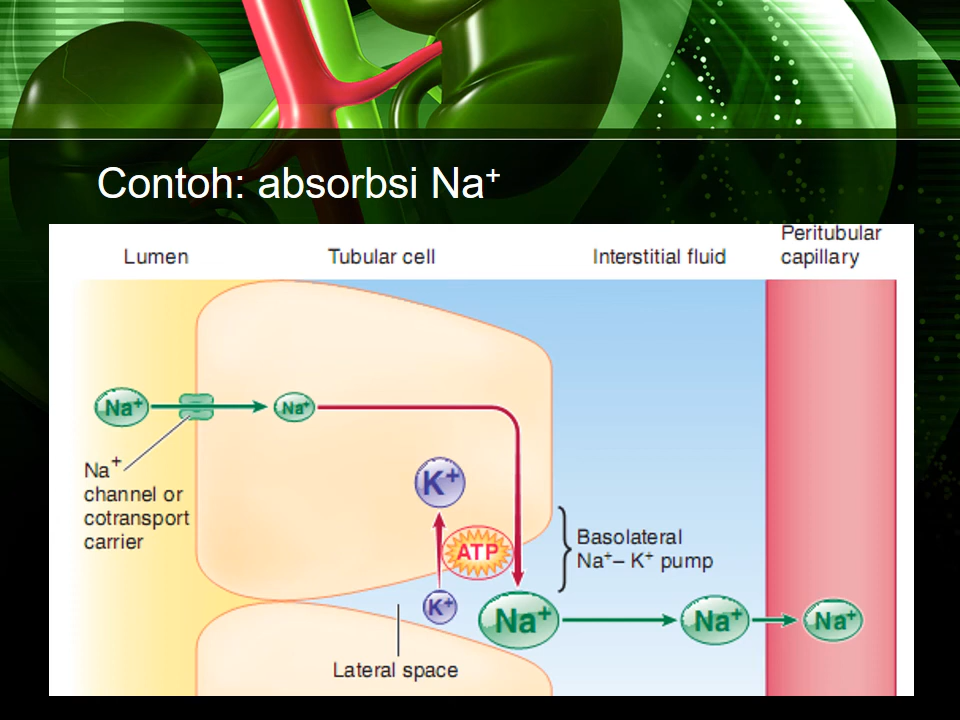 Contoh: absorbsi Na⁺
Lumen
Tubular cell
Interstitial fluid
Peritubular
capillary
Na⁺
Na⁺
Na⁺
channel or
cotransport
carrier
K⁺
ATP
K⁺
Basolateral
Na⁺– K⁺ pump
Na⁺
Na⁺
Na⁺
Lateral space